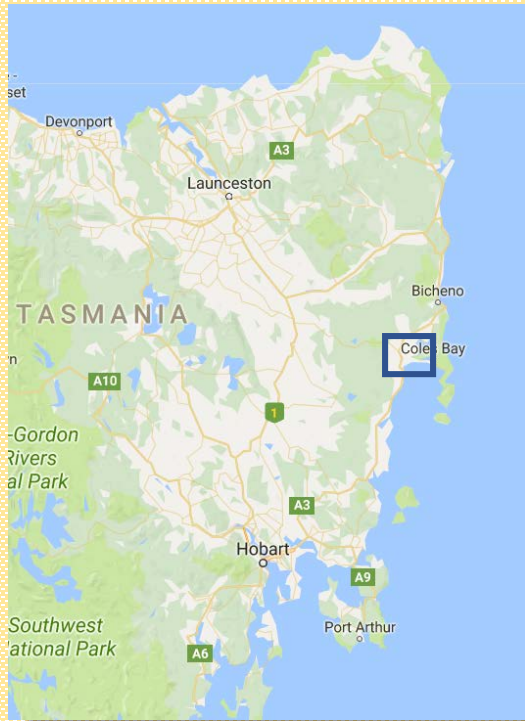 -
set
Devonport
A3
Launceston
Bicheno
TASMANIA
Coles Bay
n
A10
1
-Gordon
Rivers
al Park
A3
Hobart
A9
Southwest
ational Park
Port Arthur
A6